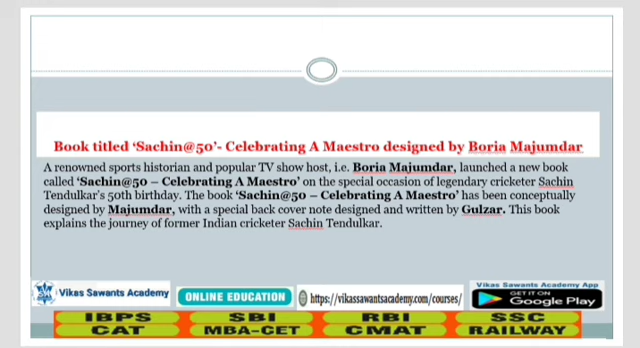 Book titled ‘Sachin@50’- Celebrating A Maestro designed by Boria Majumdar
A renowned sports historian and popular TV show host, i.e. Boria Majumdar, launched a new book
called ‘Sachin@50 – Celebrating A Maestro’ on the special occasion of legendary cricketer Sachin
Tendulkar’s 50th birthday. The book ‘Sachin@50 – Celebrating A Maestro’ has been conceptually
designed by Majumdar, with a special back cover note designed and written by Gulzar. This book
explains the journey of former Indian cricketer Sachin Tendulkar.
Vikas Sawants Academy
ONLINE EDUCATION
https://vikassawantsacademy.com/courses/
Vikas Sawants Academy App
GET IT ON
Google Play
IBPS SBI RBI SSC
CAT MBA-CET CMAT RAILWAY